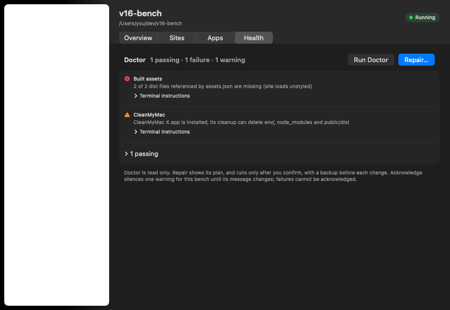 v16-bench
/Users/you/dev/v16-bench
Running
Overview Sites Apps Health
Doctor 1 passing · 1 failure · 1 warning
Run Doctor Repair...
Built assets
2 of 2 dist files referenced by assets.json are missing (site loads unstyled)
Terminal instructions
CleanMyMac
CleanMyMac X.app is installed; its cleanup can delete env, node_modules and public/dist
Terminal instructions
1 passing
Doctor is read only. Repair shows its plan, and runs only after you confirm, with a backup before each change. Acknowledge
silences one warning for this bench until its message changes; failures cannot be acknowledged.